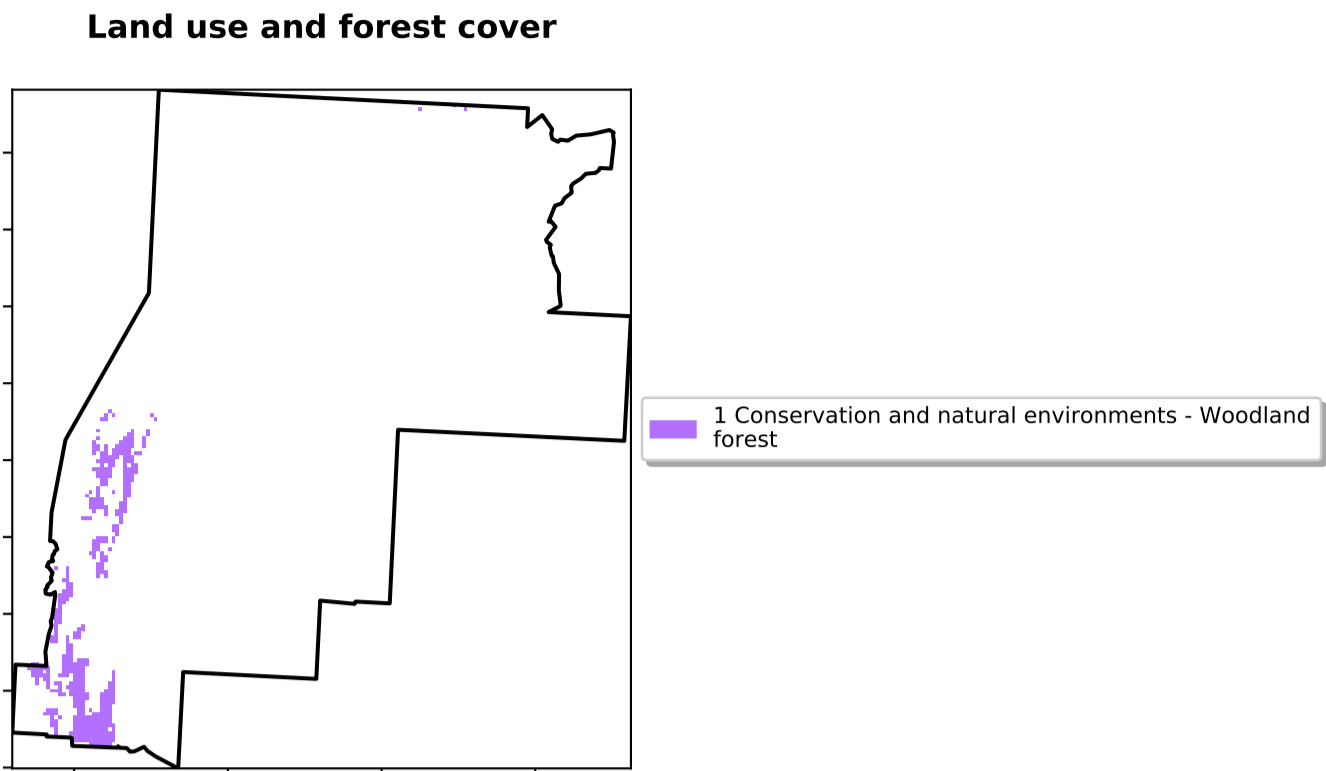 Land use and forest cover
1 Conservation and natural environments - Woodland
forest